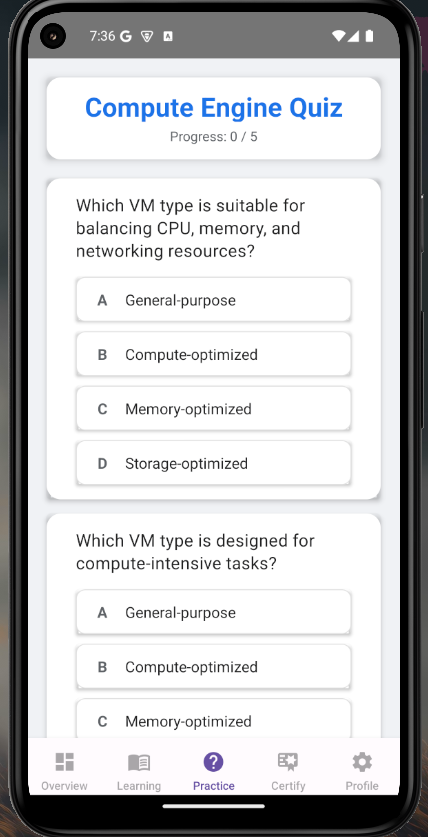 7:36 G
Compute Engine Quiz
Progress: 0 / 5
Which VM type is suitable for
balancing CPU, memory, and
networking resources?
A General-purpose
B Compute-optimized
C Memory-optimized
D Storage-optimized
Which VM type is designed for
compute-intensive tasks?
A General-purpose
B Compute-optimized
C Memory-optimized
Overview Learning Practice Certify Profile